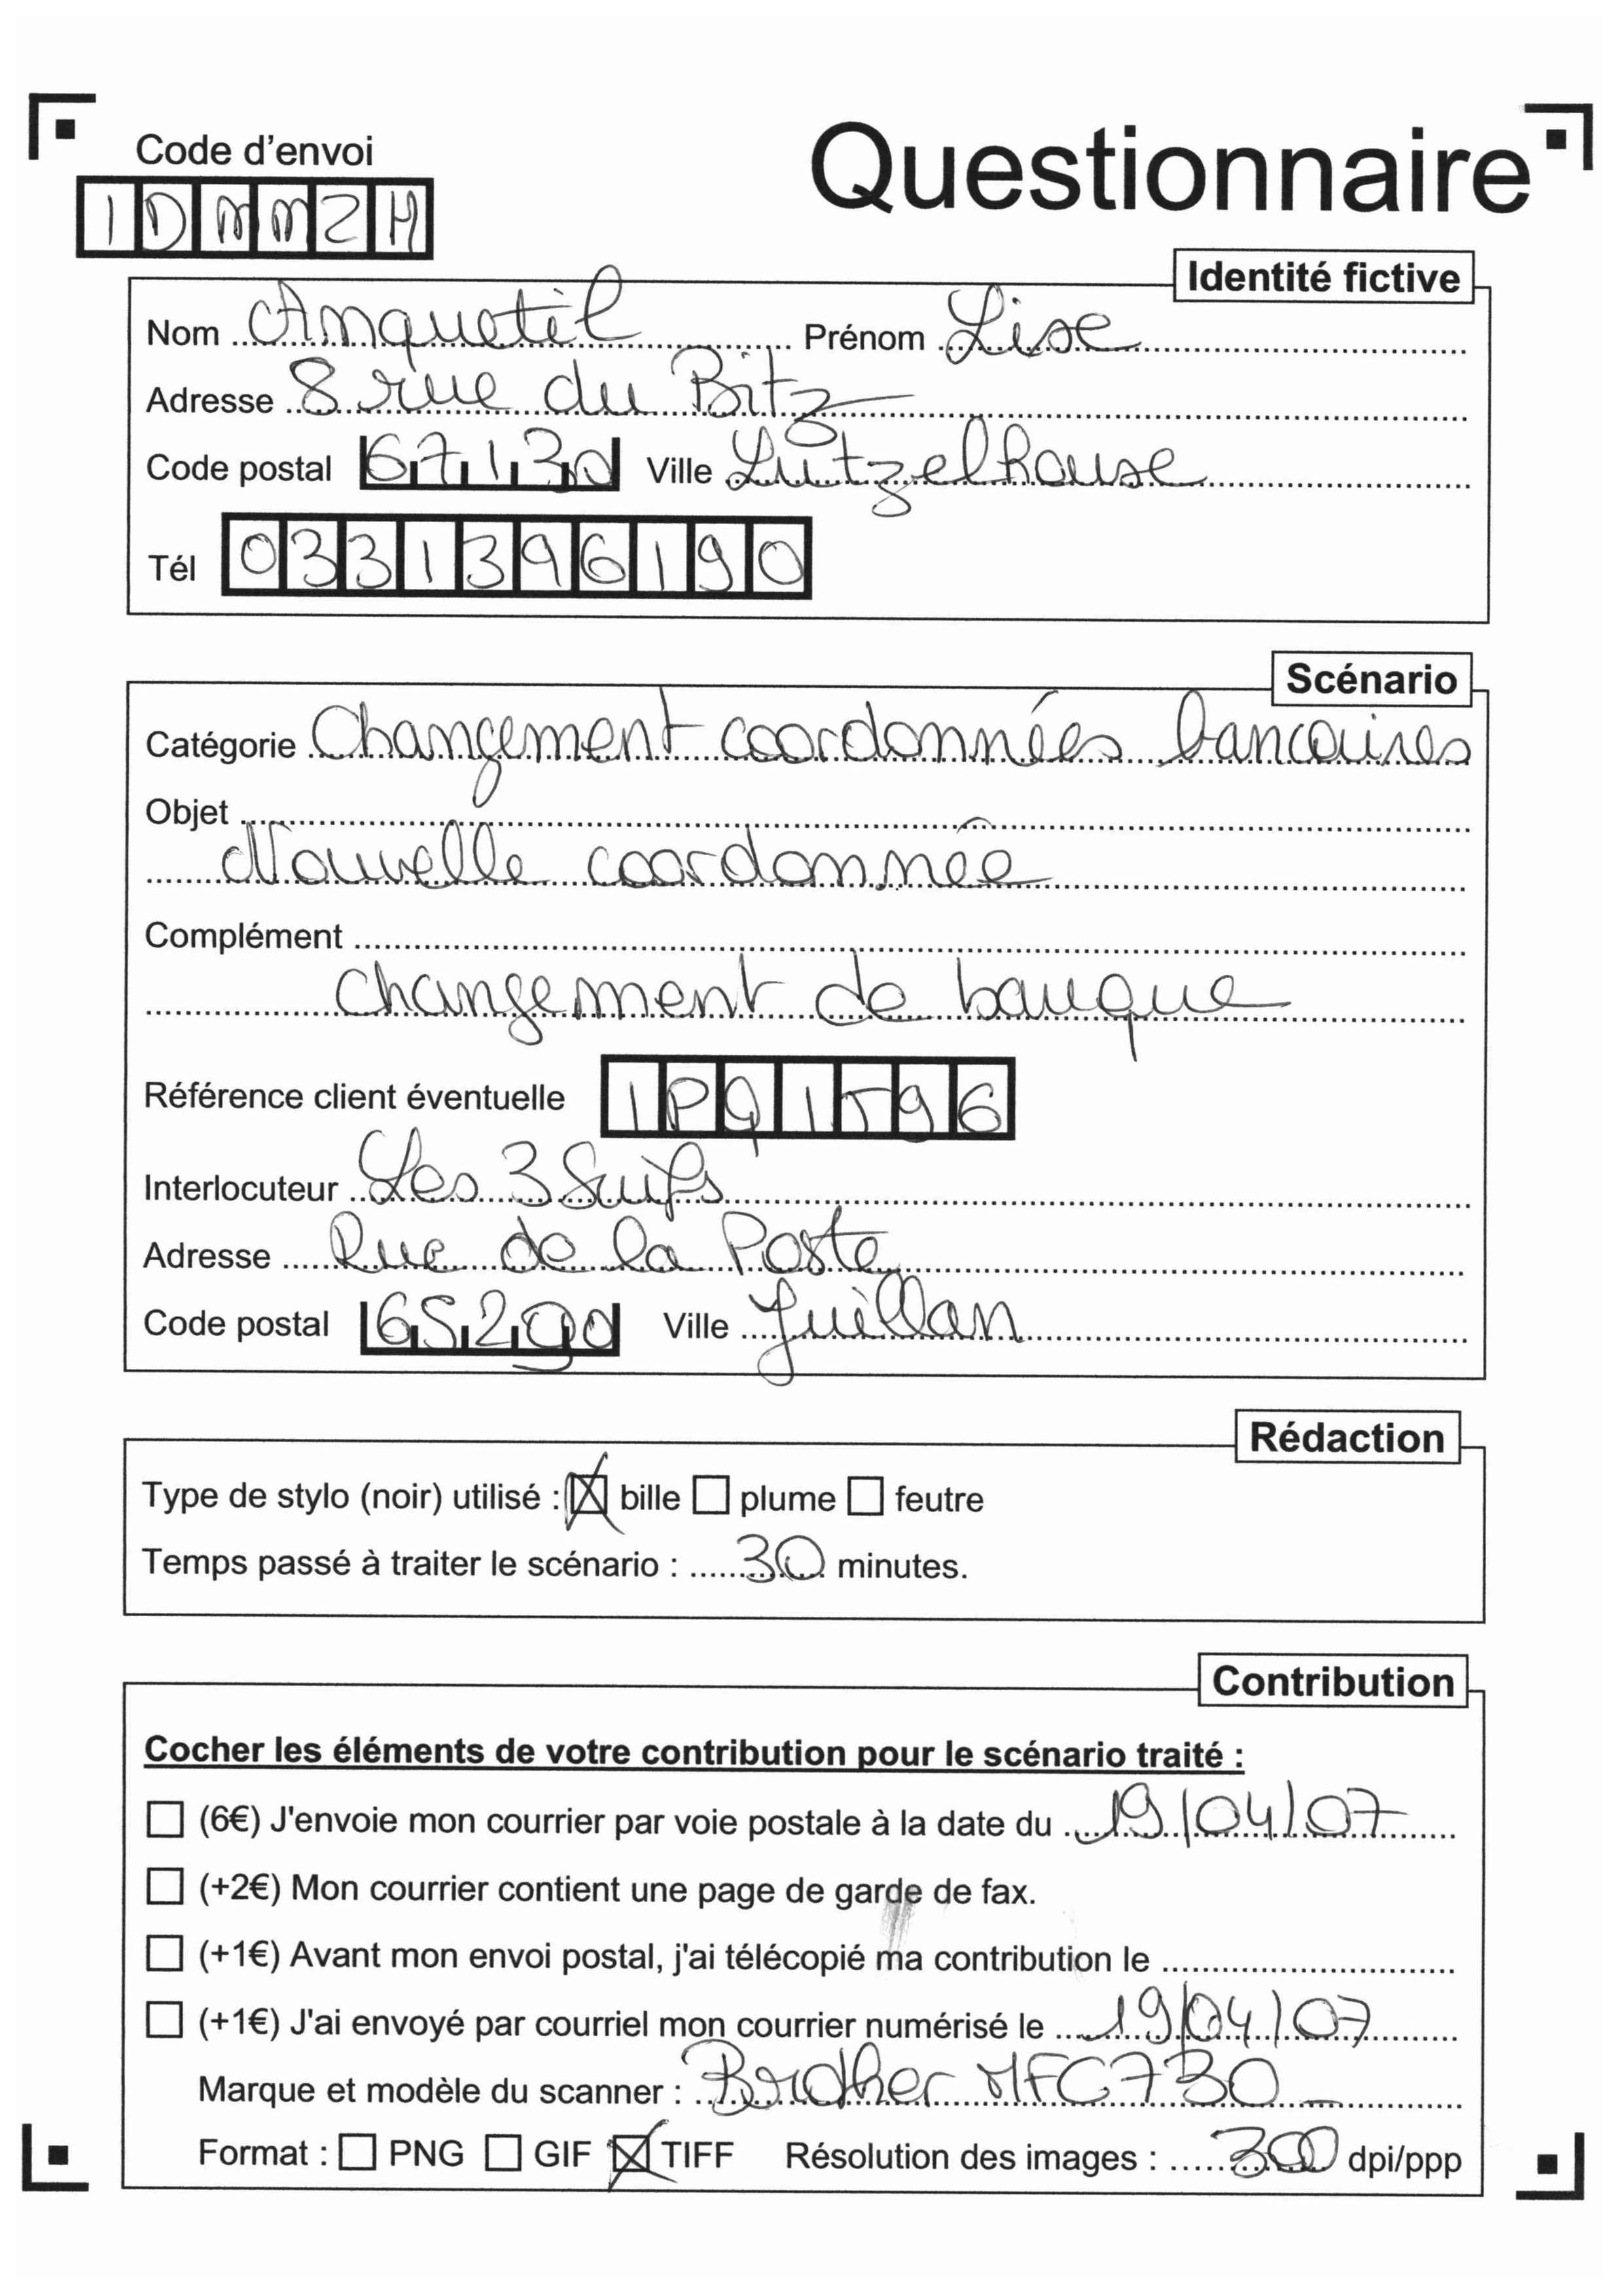 Code d'envoi
Questionnaire
1DMMZH
Identité fictive
Nom Anquetil Prénom Lise
Adresse 8 rue du Bitz
Code postal 67130 Ville Lutzelhouse
Tél 0331396190
Scénario
Catégorie Changement coordonnées bancaires
Objet
Nouvelle coordonnée
Complément
changement de banque
Référence client éventuelle IPQ1596
Interlocuteur Les 3 Suifs
Adresse Rue de la Poste
Code postal 65290 Ville Juillan
Rédaction
Type de stylo (noir) utilisé : bille plume feutre
Temps passé à traiter le scénario : 30 minutes.
Contribution
Cocher les éléments de votre contribution pour le scénario traité :
(6€) J'envoie mon courrier par voie postale à la date du 19/04/07
(+2€) Mon courrier contient une page de garde de fax.
(+1€) Avant mon envoi postal, j'ai télécopié ma contribution le
(+1€) J'ai envoyé par courriel mon courrier numérisé le 19/04/07
Marque et modèle du scanner : Brother MFC730
Format : PNG GIF TIFF Résolution des images : 300 dpi/ppp